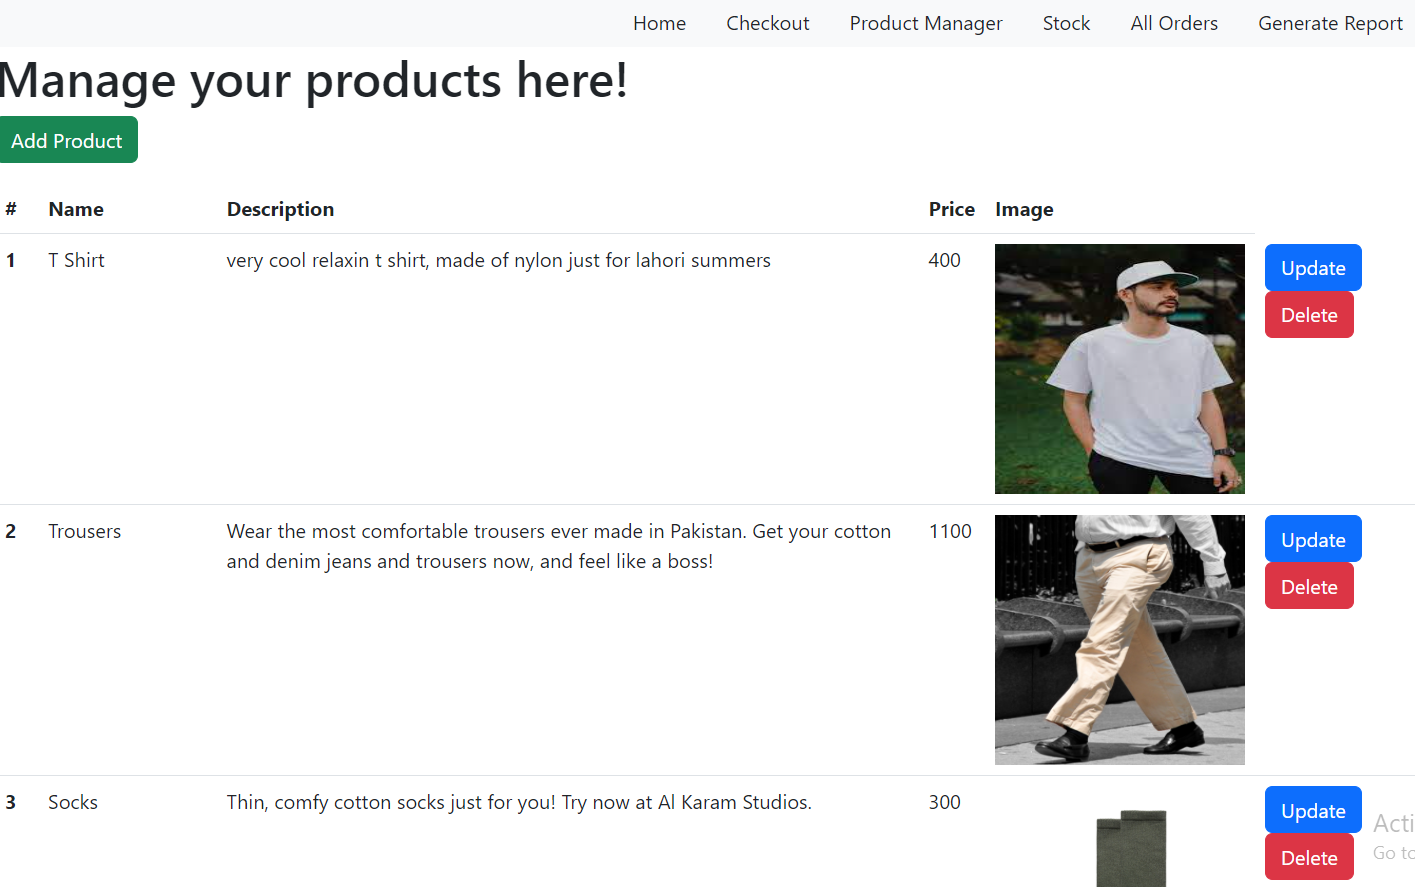 Home Checkout Product Manager Stock All Orders Generate Report
Manage your products here!
Add Product
# Name Description Price Image
1 T Shirt very cool relaxin t shirt, made of nylon just for lahori summers 400 Update
Delete
2 Trousers Wear the most comfortable trousers ever made in Pakistan. Get your cotton 1100 Update
and denim jeans and trousers now, and feel like a boss!
Delete
3 Socks Thin, comfy cotton socks just for you! Try now at Al Karam Studios. 300 Update
Delete
Go to